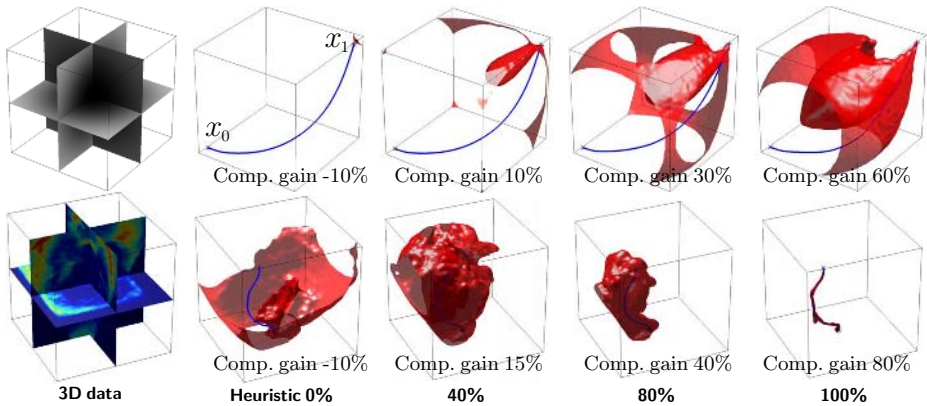 x₁
x₀
Comp. gain -10% Comp. gain 10% Comp. gain 30% Comp. gain 60%
Comp. gain -10% Comp. gain 15% Comp. gain 40% Comp. gain 80%
3D data Heuristic 0% 40% 80% 100%